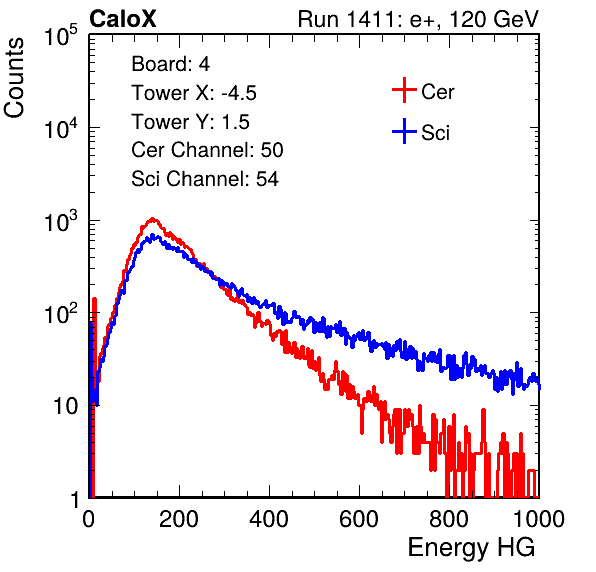 CaloX Run 1411: e+, 120 GeV
Counts
Board: 4
Tower X: -4.5
Tower Y: 1.5
Cer Channel: 50
Sci Channel: 54
Cer
Sci
10^5
10^4
10^3
10^2
10
1
0 200 400 600 800 1000
Energy HG